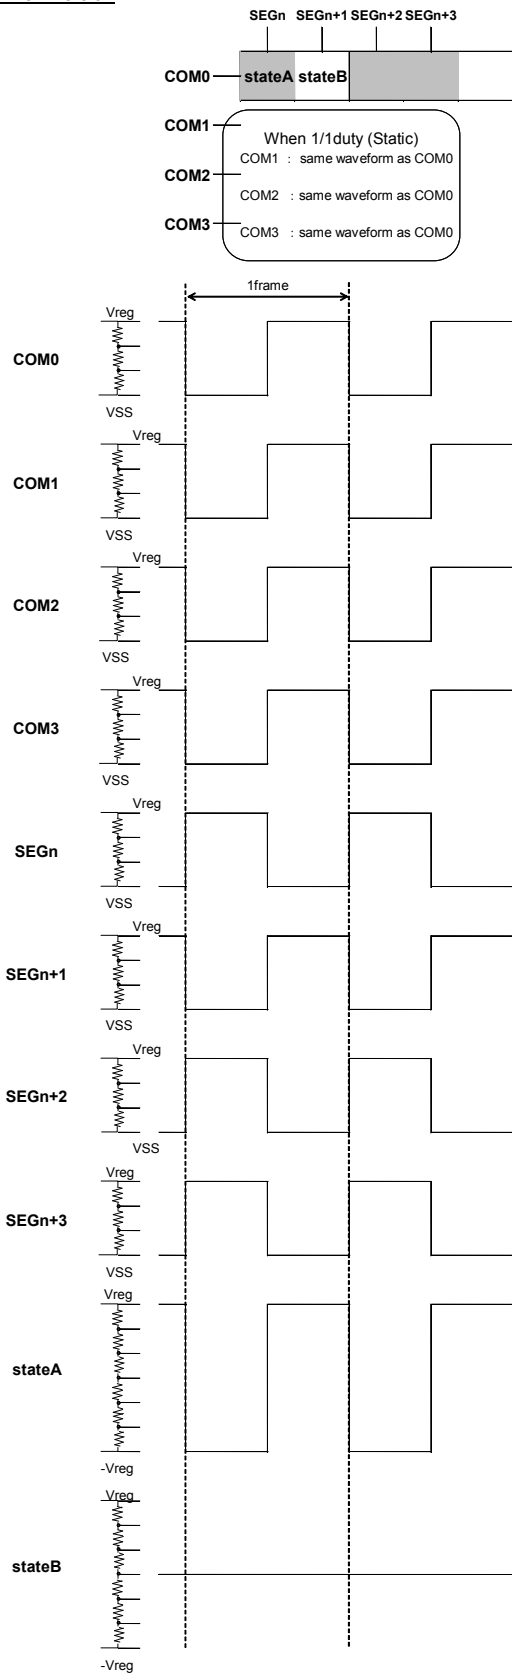 SEGn SEGn+1 SEGn+2 SEGn+3
COM0 stateA stateB
COM1
When 1/1duty (Static)
COM1 : same waveform as COM0
COM2
COM2 : same waveform as COM0
COM3
COM3 : same waveform as COM0
1frame
Vreg
COM0
VSS
Vreg
COM1
VSS
Vreg
COM2
VSS
Vreg
COM3
VSS
Vreg
SEGn
VSS
Vreg
SEGn+1
VSS
Vreg
SEGn+2
VSS
Vreg
SEGn+3
VSS
Vreg
stateA
-Vreg
Vreg
stateB
-Vreg